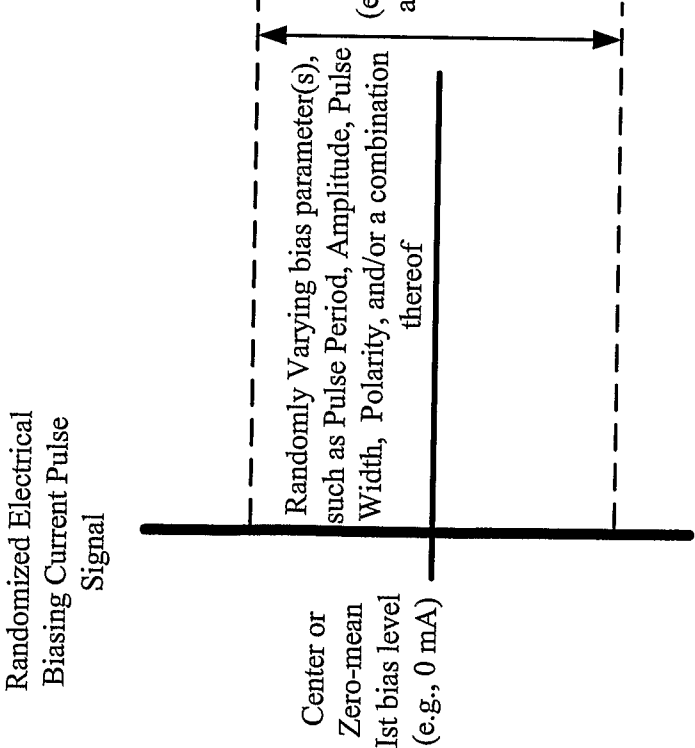 Randomized Electrical
Biasing Current Pulse
Signal
Randomly Varying bias parameter(s),
such as Pulse Period, Amplitude, Pulse
Width, Polarity, and/or a combination
thereof
(e
a
Center or
Zero-mean
Ist bias level
(e.g., 0 mA)